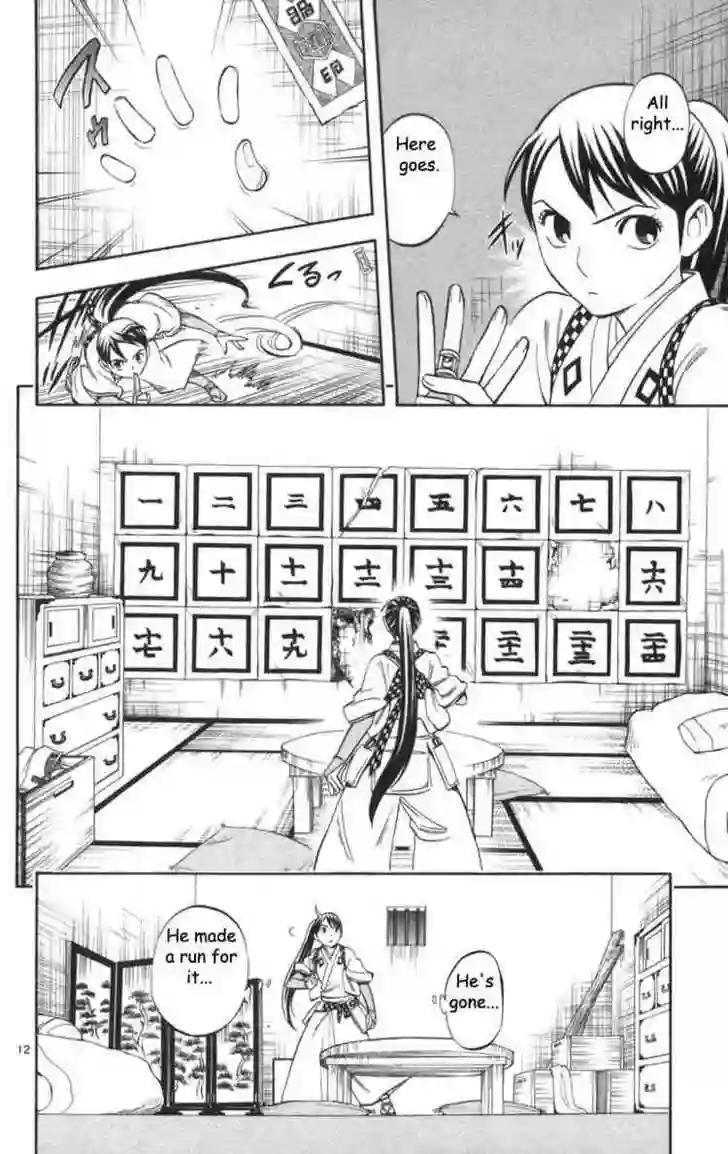 All
right...
Here
goes.
キッ
くるっ
一 二 三 四 五 六 七 八
九 十 十一 十二 十三 十四 十六
十七 十八 十九 二十二 二十三 二十四
He's
gone...
He made
a run for
it...
12